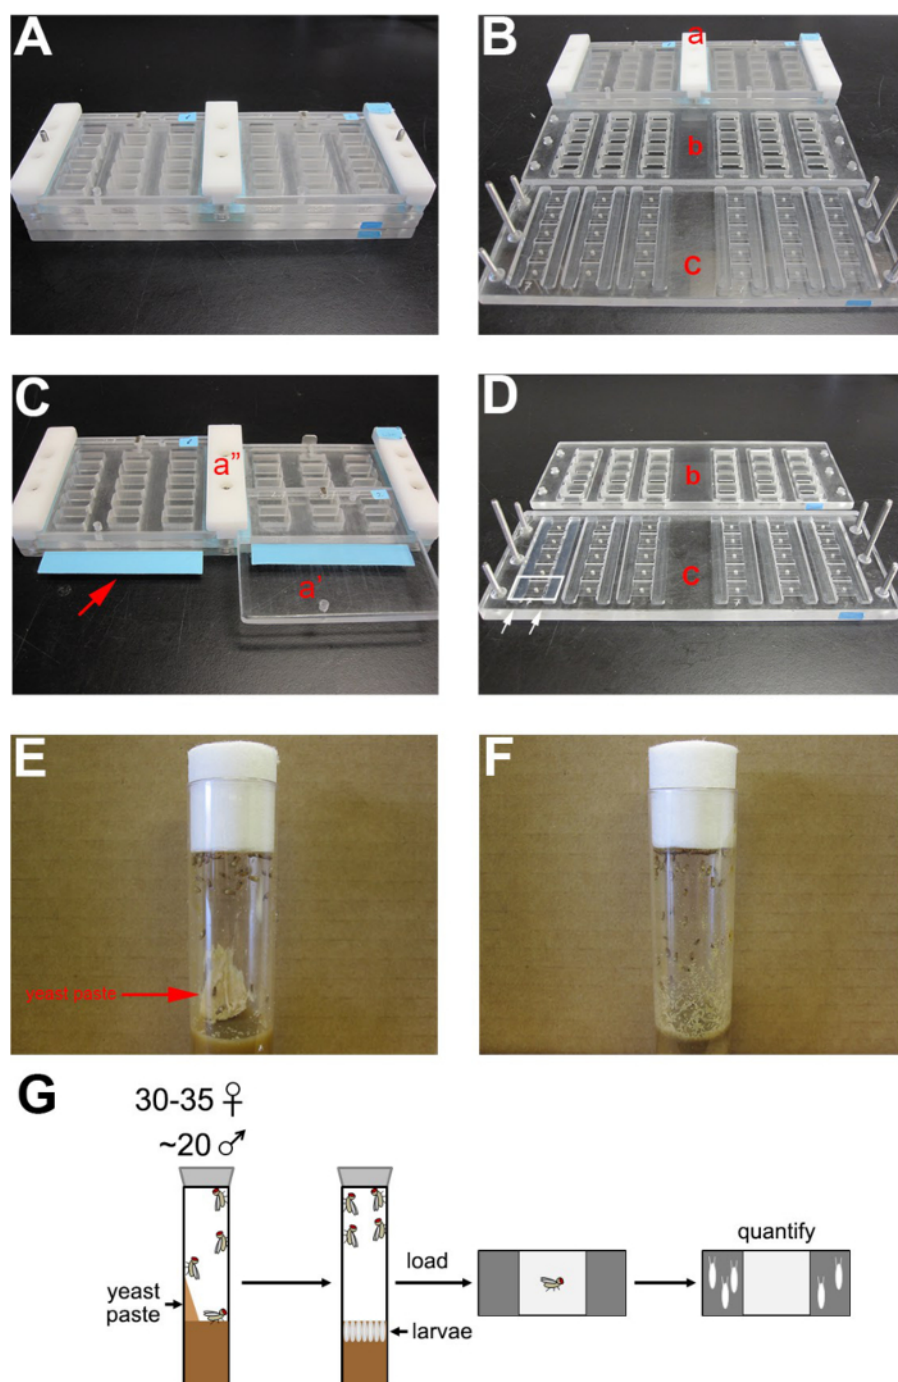 A
B
a
b
c
C
a"
a'
D
b
c
E
yeast paste
F
G
30-35 ♀
~20 ♂
yeast
paste
load
larvae
quantify